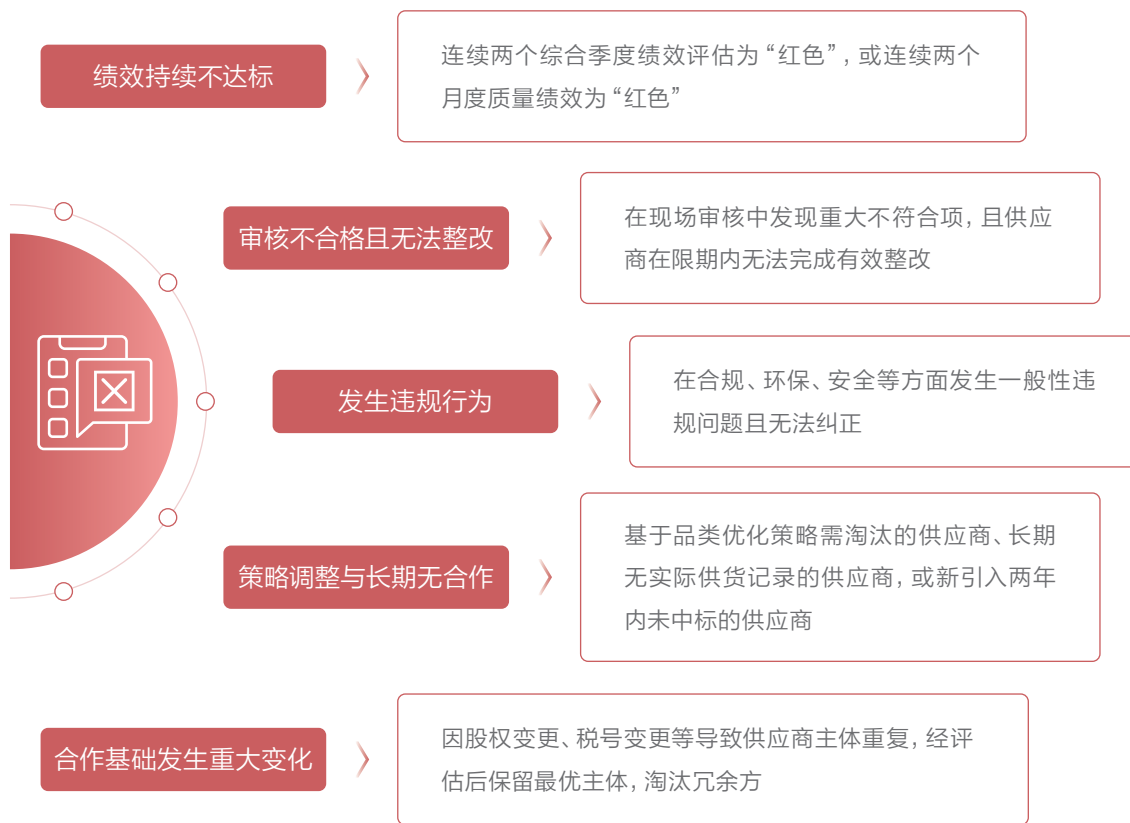 绩效持续不达标
连续两个综合季度绩效评估为“红色”，或连续两个
月度质量绩效为“红色”
审核不合格且无法整改
在现场审核中发现重大不符合项，且供应
商在限期内无法完成有效整改
发生违规行为
在合规、环保、安全等方面发生一般性违
规问题且无法纠正
策略调整与长期无合作
基于品类优化策略需淘汰的供应商、长期
无实际供货记录的供应商，或新引入两年
内未中标的供应商
合作基础发生重大变化
因股权变更、税号变更等导致供应商主体重复，经评
估后保留最优主体，淘汰冗余方